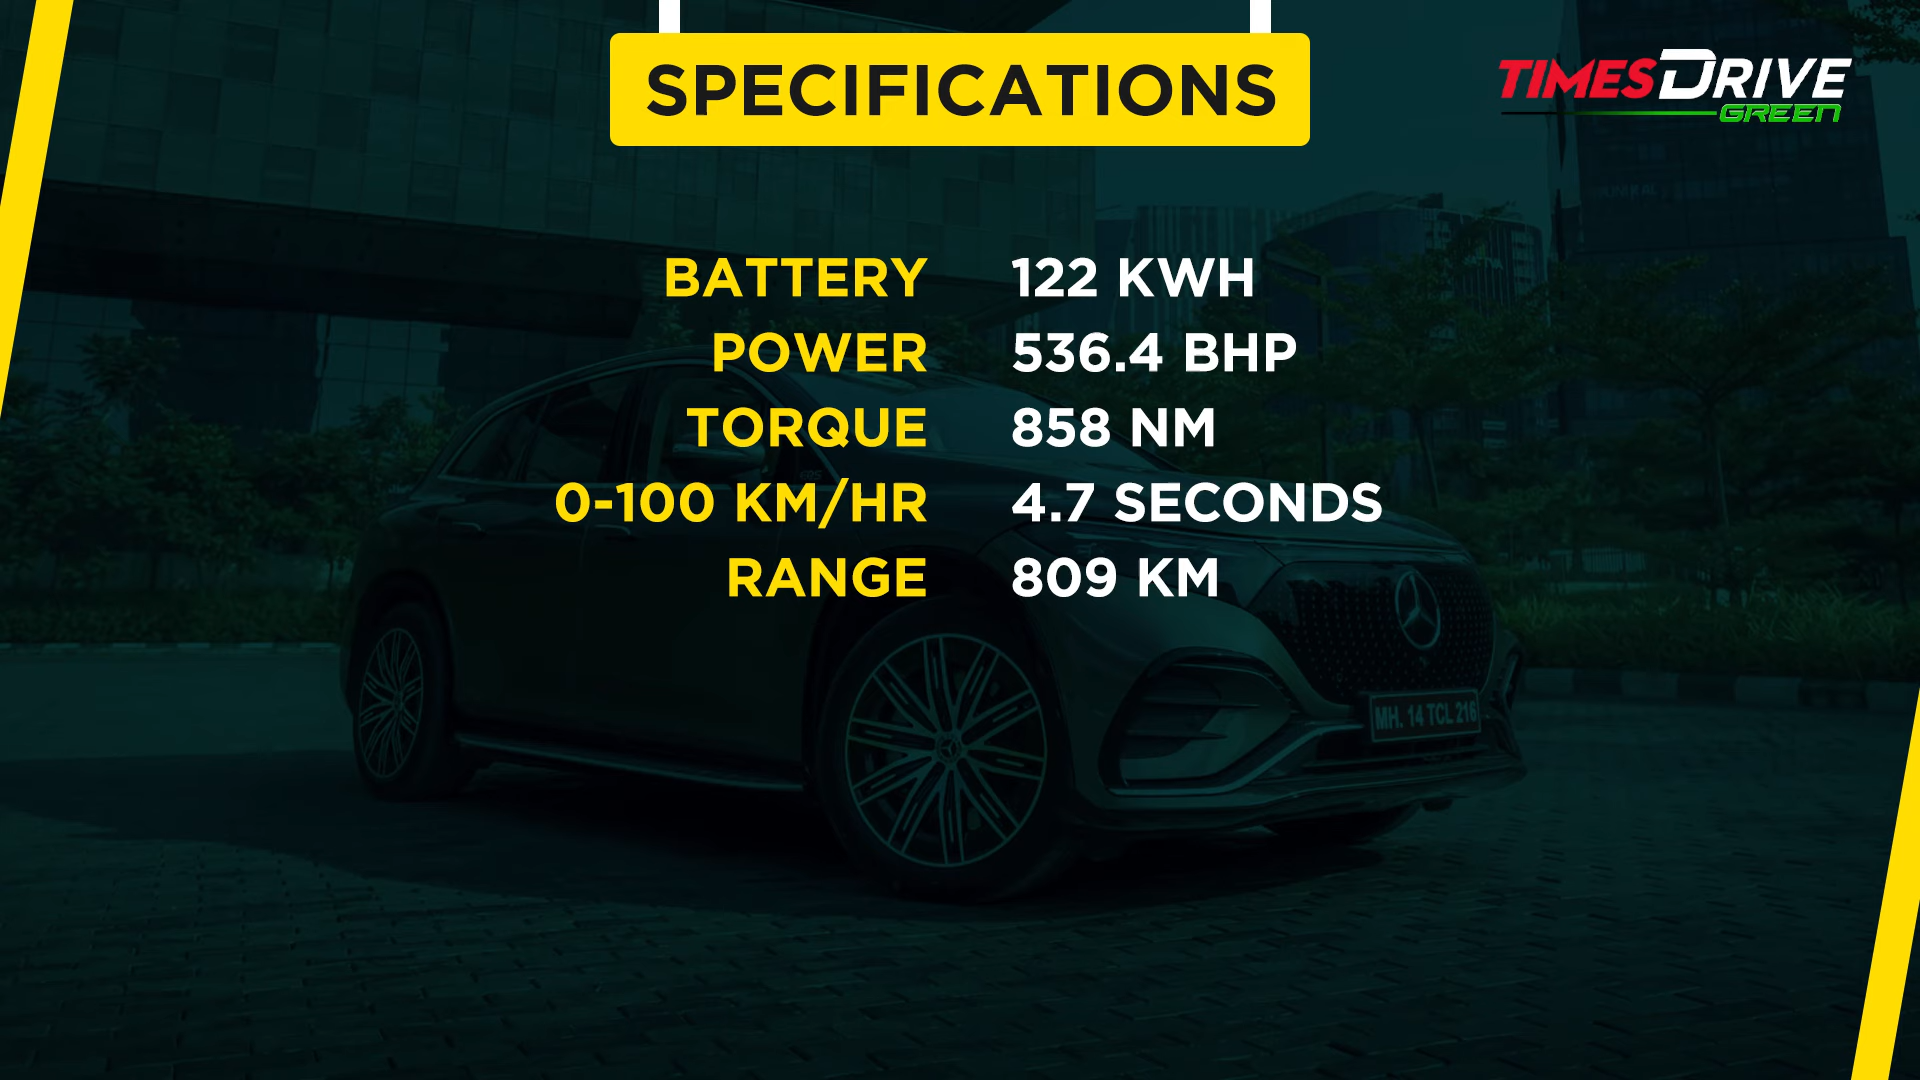 SPECIFICATIONS
TIMESDRIVE
GREEN
BATTERY 122 KWH
POWER 536.4 BHP
TORQUE 858 NM
0-100 KM/HR 4.7 SECONDS
RANGE 809 KM
MH. 14 TCL 216